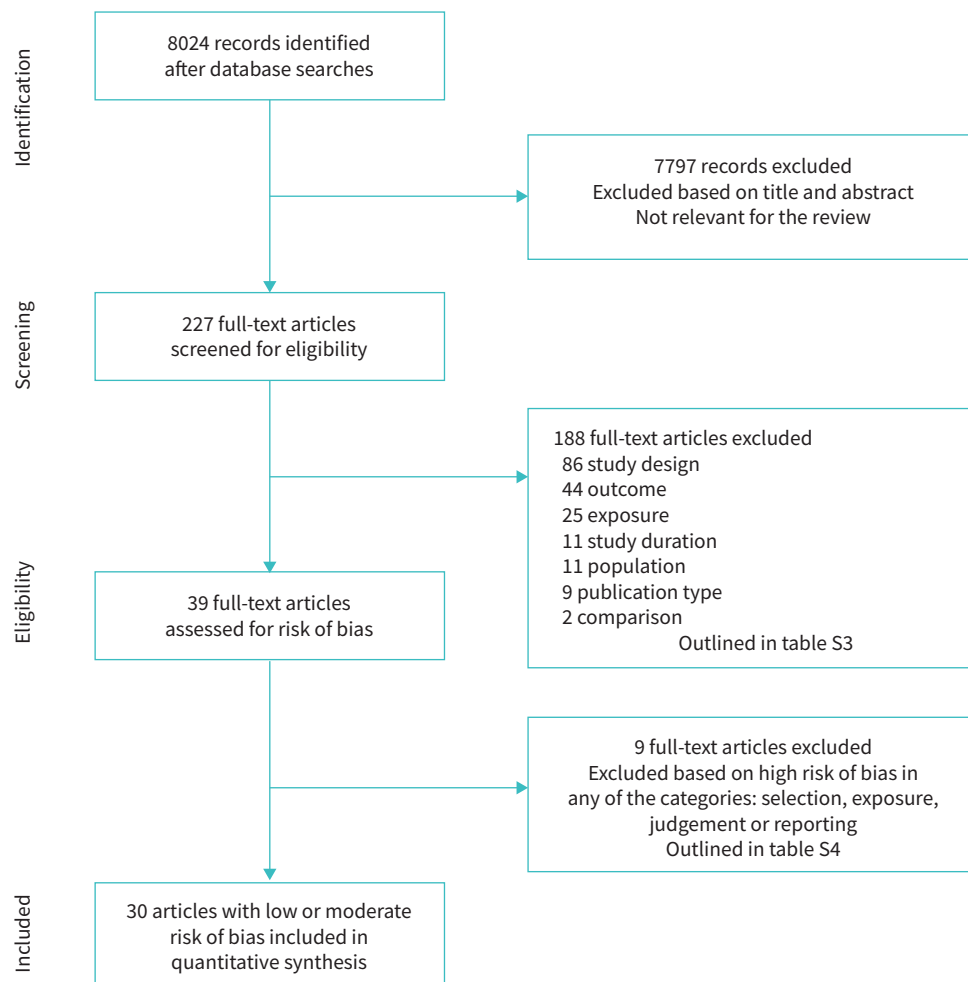 Identification
8024 records identified
after database searches
7797 records excluded
Excluded based on title and abstract
Not relevant for the review
Screening
227 full-text articles
screened for eligibility
188 full-text articles excluded
86 study design
44 outcome
25 exposure
11 study duration
11 population
9 publication type
2 comparison
Outlined in table S3
Eligibility
39 full-text articles
assessed for risk of bias
9 full-text articles excluded
Excluded based on high risk of bias in
any of the categories: selection, exposure,
judgement or reporting
Outlined in table S4
Included
30 articles with low or moderate
risk of bias included in
quantitative synthesis